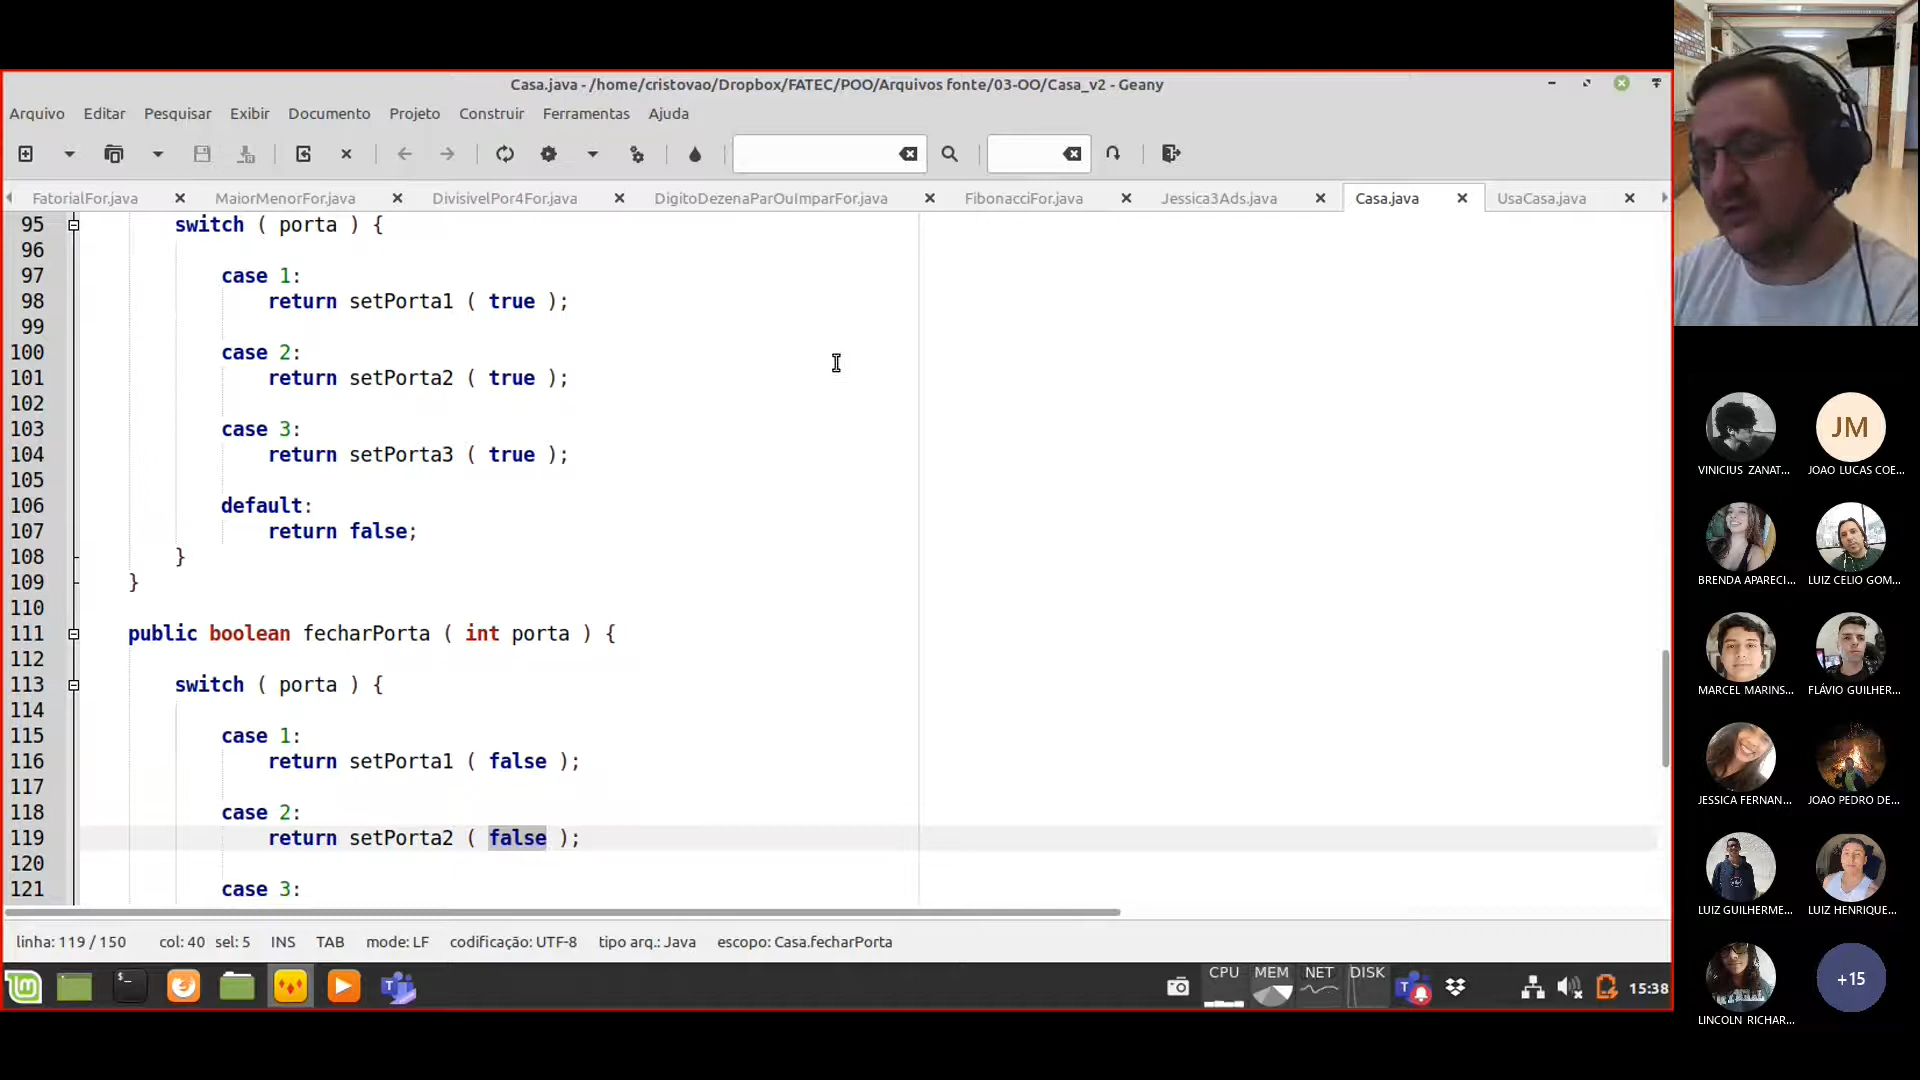 Casa.java - /home/cristovao/Dropbox/FATEC/POO/Arquivos fonte/03-OO/Casa_v2 - Geany
Arquivo Editar Pesquisar Exibir Documento Projeto Construir Ferramentas Ajuda
FatorialFor.java MaiorMenorFor.java DivisivelPor4For.java DigitoDezenaParOuImparFor.java FibonacciFor.java Jessica3Ads.java Casa.java UsaCasa.java
95 switch ( porta ) {
96
97 case 1:
98 return setPorta1 ( true );
99
100 case 2:
101 return setPorta2 ( true );
102
103 case 3:
104 return setPorta3 ( true );
105
106 default:
107 return false;
108 }
109 }
110
111 public boolean fecharPorta ( int porta ) {
112
113 switch ( porta ) {
114
115 case 1:
116 return setPorta1 ( false );
117
118 case 2:
119 return setPorta2 ( false );
120
121 case 3:
linha: 119 / 150 col: 40 sel: 5 INS TAB mode: LF codificação: UTF-8 tipo arq.: Java escopo: Casa.fecharPorta
CPU MEM NET DISK
15:38
JM
VINICIUS ZANAT... JOAO LUCAS COE...
BRENDA APARECI... LUIZ CELIO GOM...
MARCEL MARINS... FLÁVIO GUILHER...
JESSICA FERNAN... JOAO PEDRO DE...
LUIZ GUILHERME... LUIZ HENRIQUE...
+15
LINCOLN RICHAR...